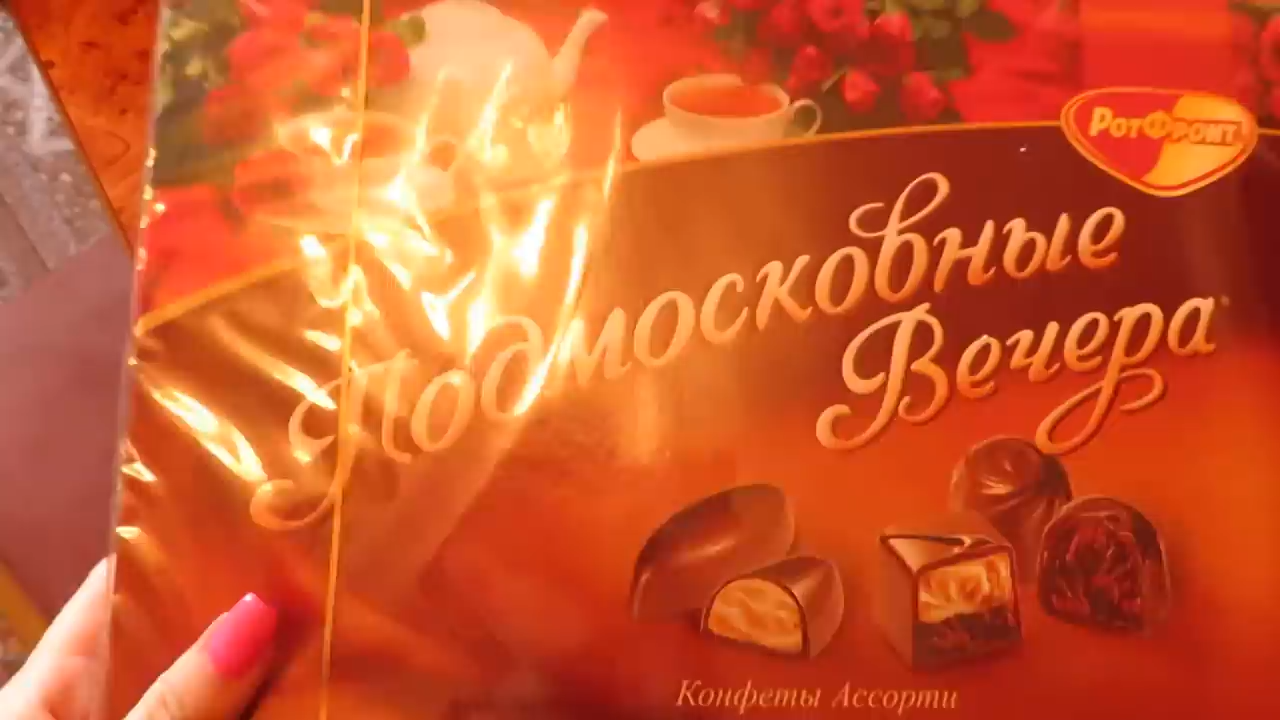 РотФронт
Подмосковные
Вечера
Конфеты Ассорти